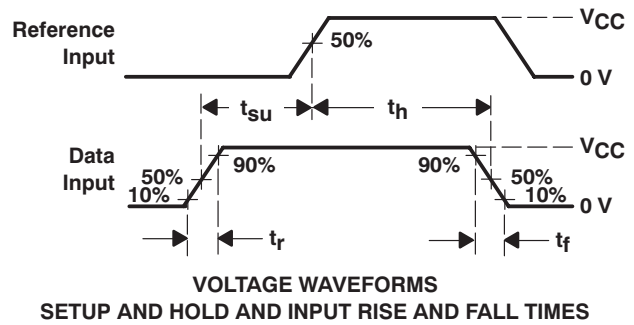 Reference
Input
50%
VCC
0 V
tsu
th
Data
Input
50%
10%
90%
90%
50%
10%
VCC
0 V
tr
tf
VOLTAGE WAVEFORMS
SETUP AND HOLD AND INPUT RISE AND FALL TIMES